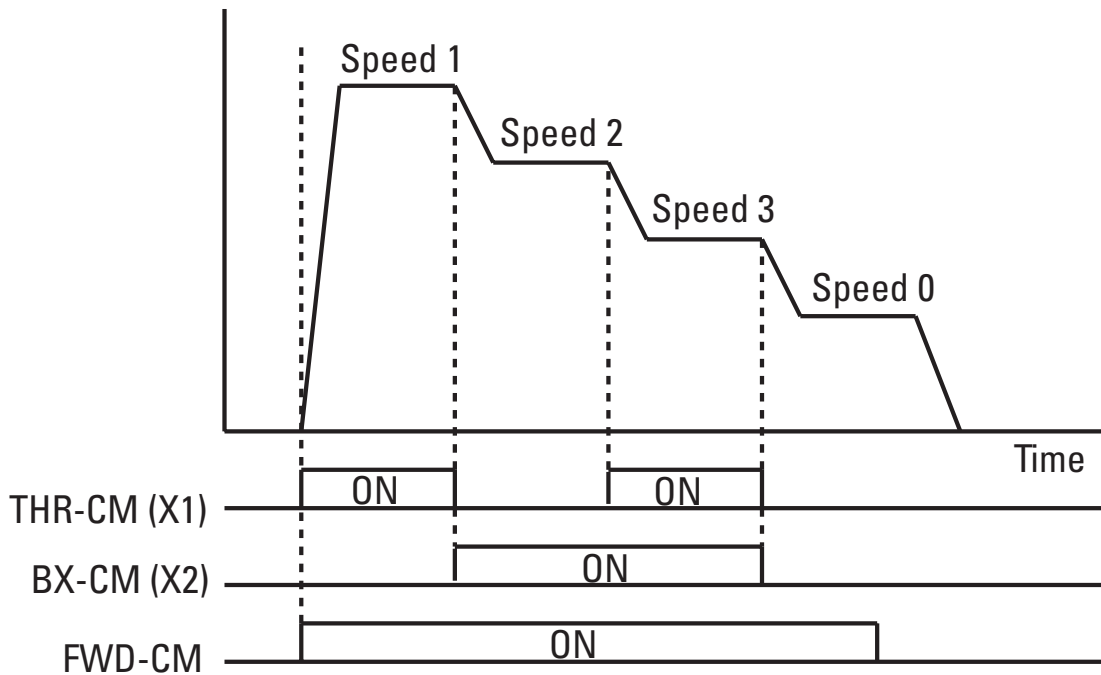 Speed 1
Speed 2
Speed 3
Speed 0
Time
THR-CM (X1)
ON
ON
BX-CM (X2)
ON
FWD-CM
ON